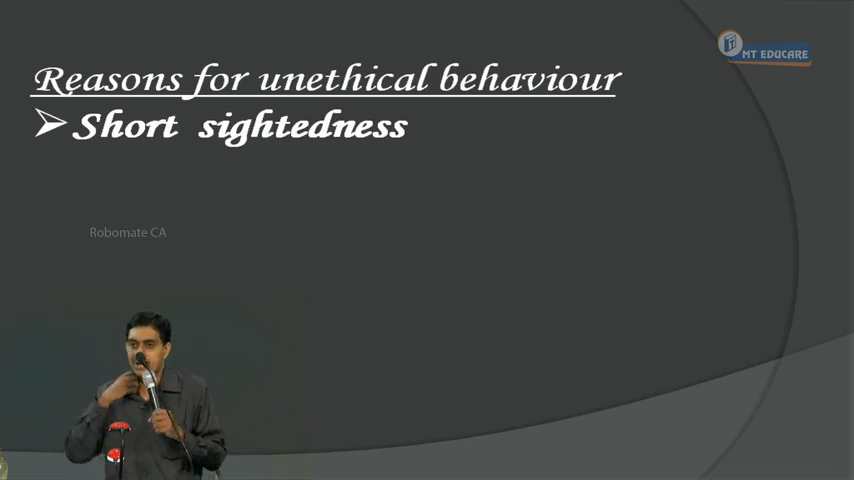 Reasons for unethical behaviour
➢Short sightedness
MT EDUCARE
Robomate CA